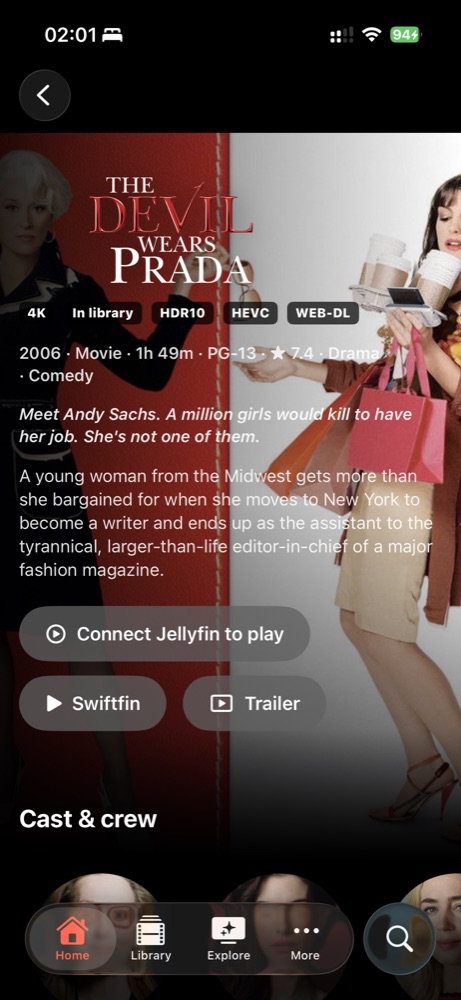 02:01
94
THE
DEVIL
WEARS
PRADA
4K In library HDR10 HEVC WEB-DL
2006 · Movie · 1h 49m · PG-13 · ★ 7.4 · Drama
· Comedy
Meet Andy Sachs. A million girls would kill to have
her job. She's not one of them.
A young woman from the Midwest gets more than
she bargained for when she moves to New York to
become a writer and ends up as the assistant to the
tyrannical, larger-than-life editor-in-chief of a major
fashion magazine.
Connect Jellyfin to play
Swiftfin Trailer
Cast & crew
Home Library Explore More